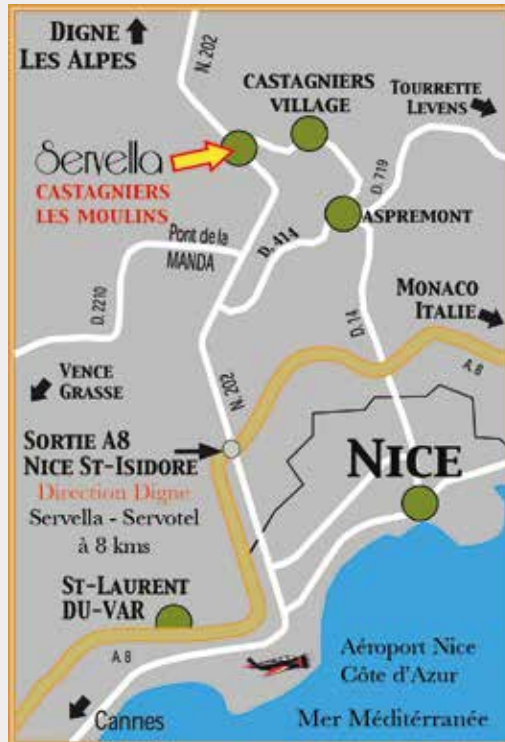 DIGNE
LES ALPES
N. 202
CASTAGNIERS
VILLAGE
TOURRETTE
LEVENS
Servella
CASTAGNIERS
LES MOULINS
D. 719
ASPREMONT
Pont de la
MANDA
D. 414
D. 2210
MONACO
ITALIE
D. 14
A 8
VENCE
GRASSE
N. 202
SORTIE A8
NICE ST-ISIDORE
Direction Digne
Servella - Servotel
à 8 kms
NICE
ST-LAURENT
DU-VAR
A 8
Aéroport Nice
Côte d'Azur
Cannes
Mer Méditérranée